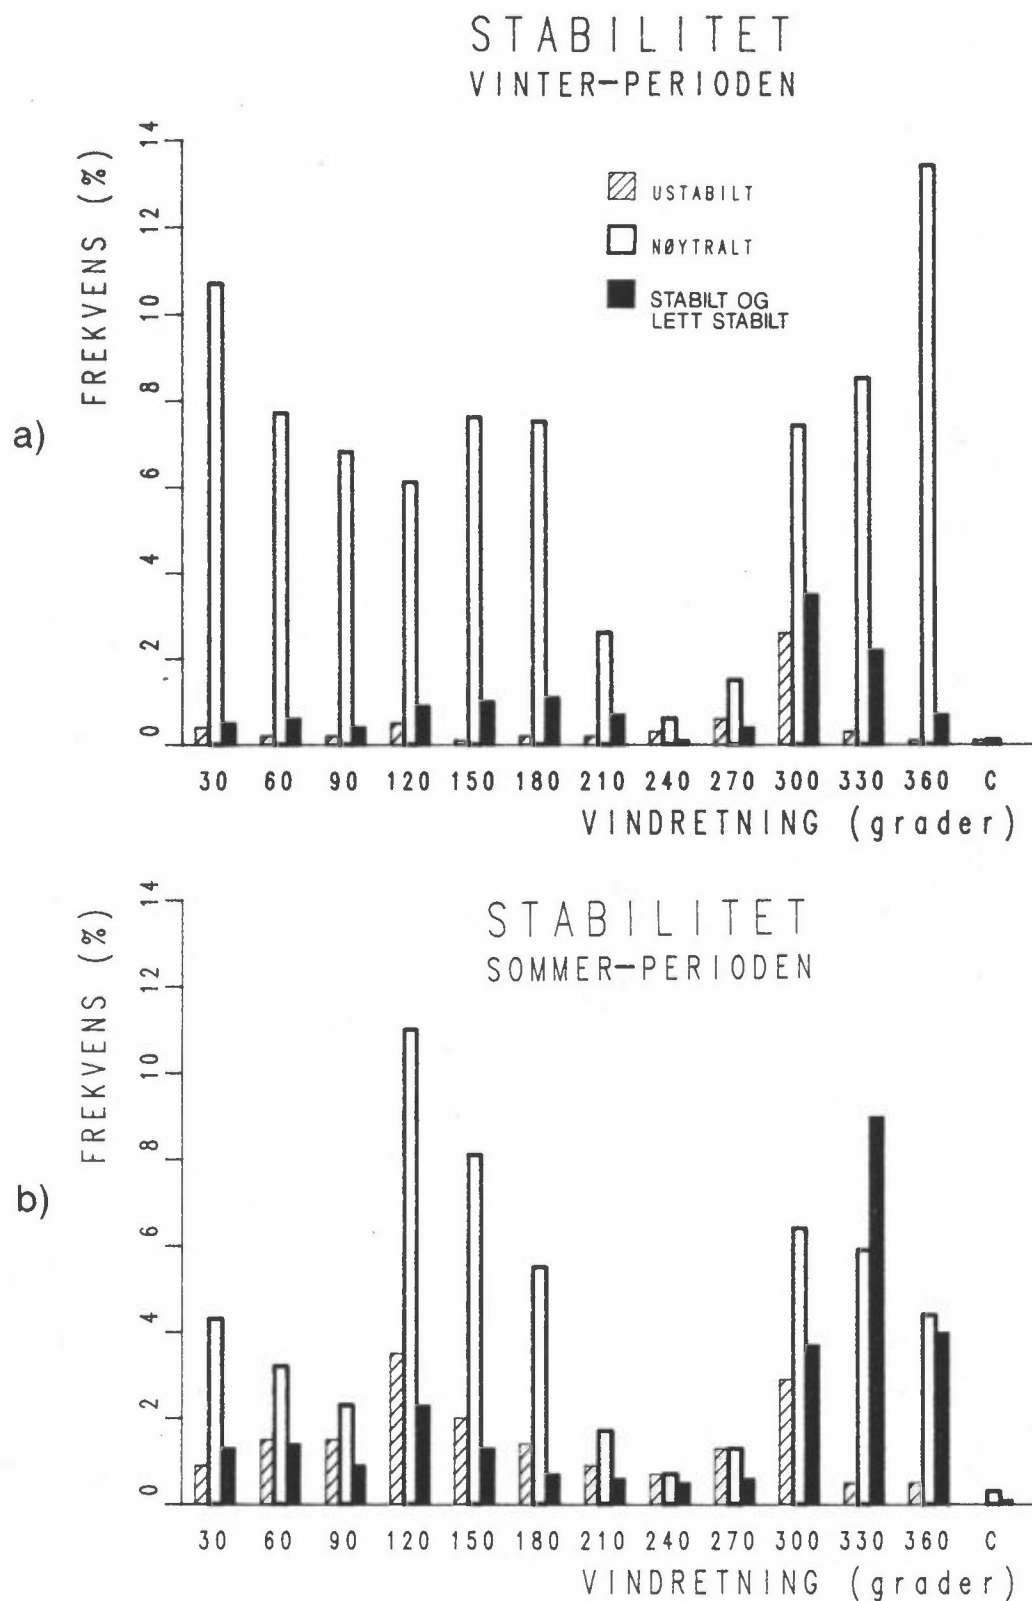 STABILITET
VINTER-PERIODEN
a)
FREKVENS (%)
14
12
10
8
6
4
2
0
USTABILT
NØYTRALT
STABILT OG
LETT STABILT
30 60 90 120 150 180 210 240 270 300 330 360 C
VINDRETNING (grader)
STABILITET
SOMMER-PERIODEN
b)
FREKVENS (%)
14
12
10
8
6
4
2
0
30 60 90 120 150 180 210 240 270 300 330 360 C
VINDRETNING (grader)